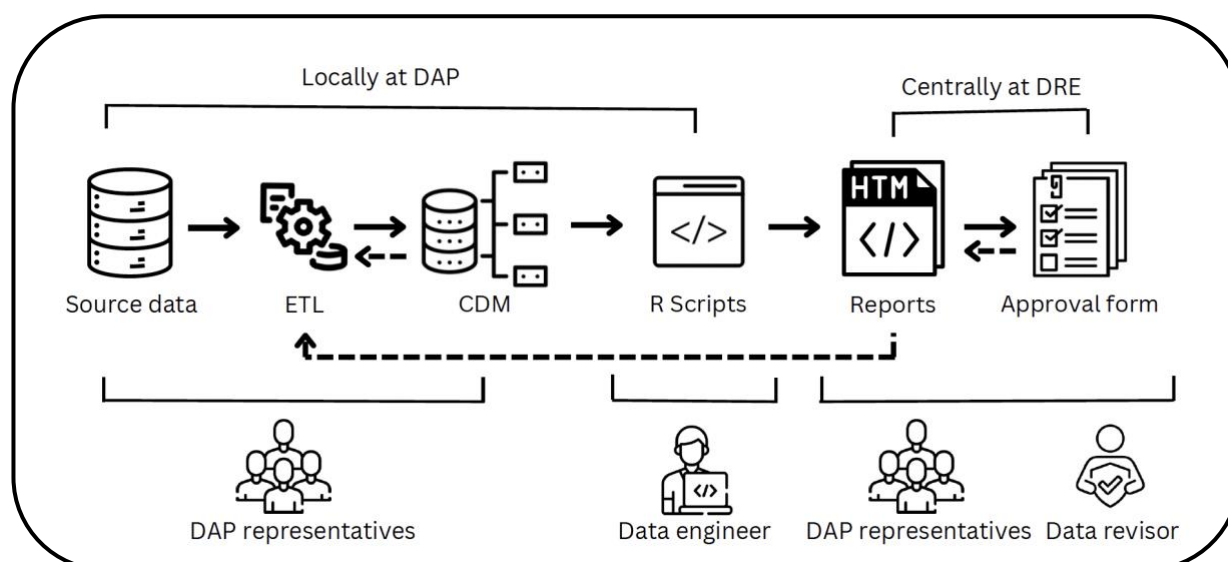 Locally at DAP
Centrally at DRE
HTM
</>
</>
Source data
ETL
CDM
R Scripts
Reports
Approval form
</>
DAP representatives
Data engineer
DAP representatives
Data revisor